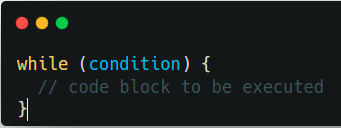 while (condition) {
  // code block to be executed
}